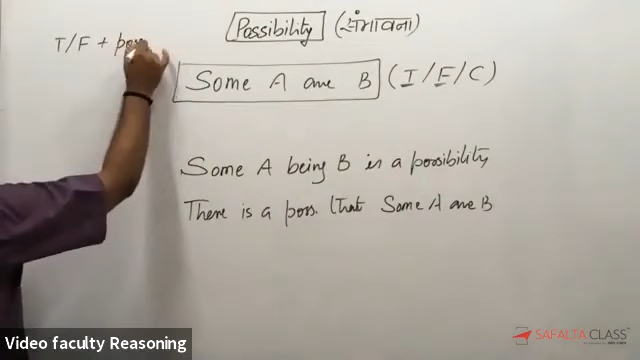 Possibility (संभावना)
T/F + pos
Some A are B (I/E/C)
Some A being B is a possibility
There is a poss. that Some A are B
SAFALTA CLASS
Video faculty Reasoning